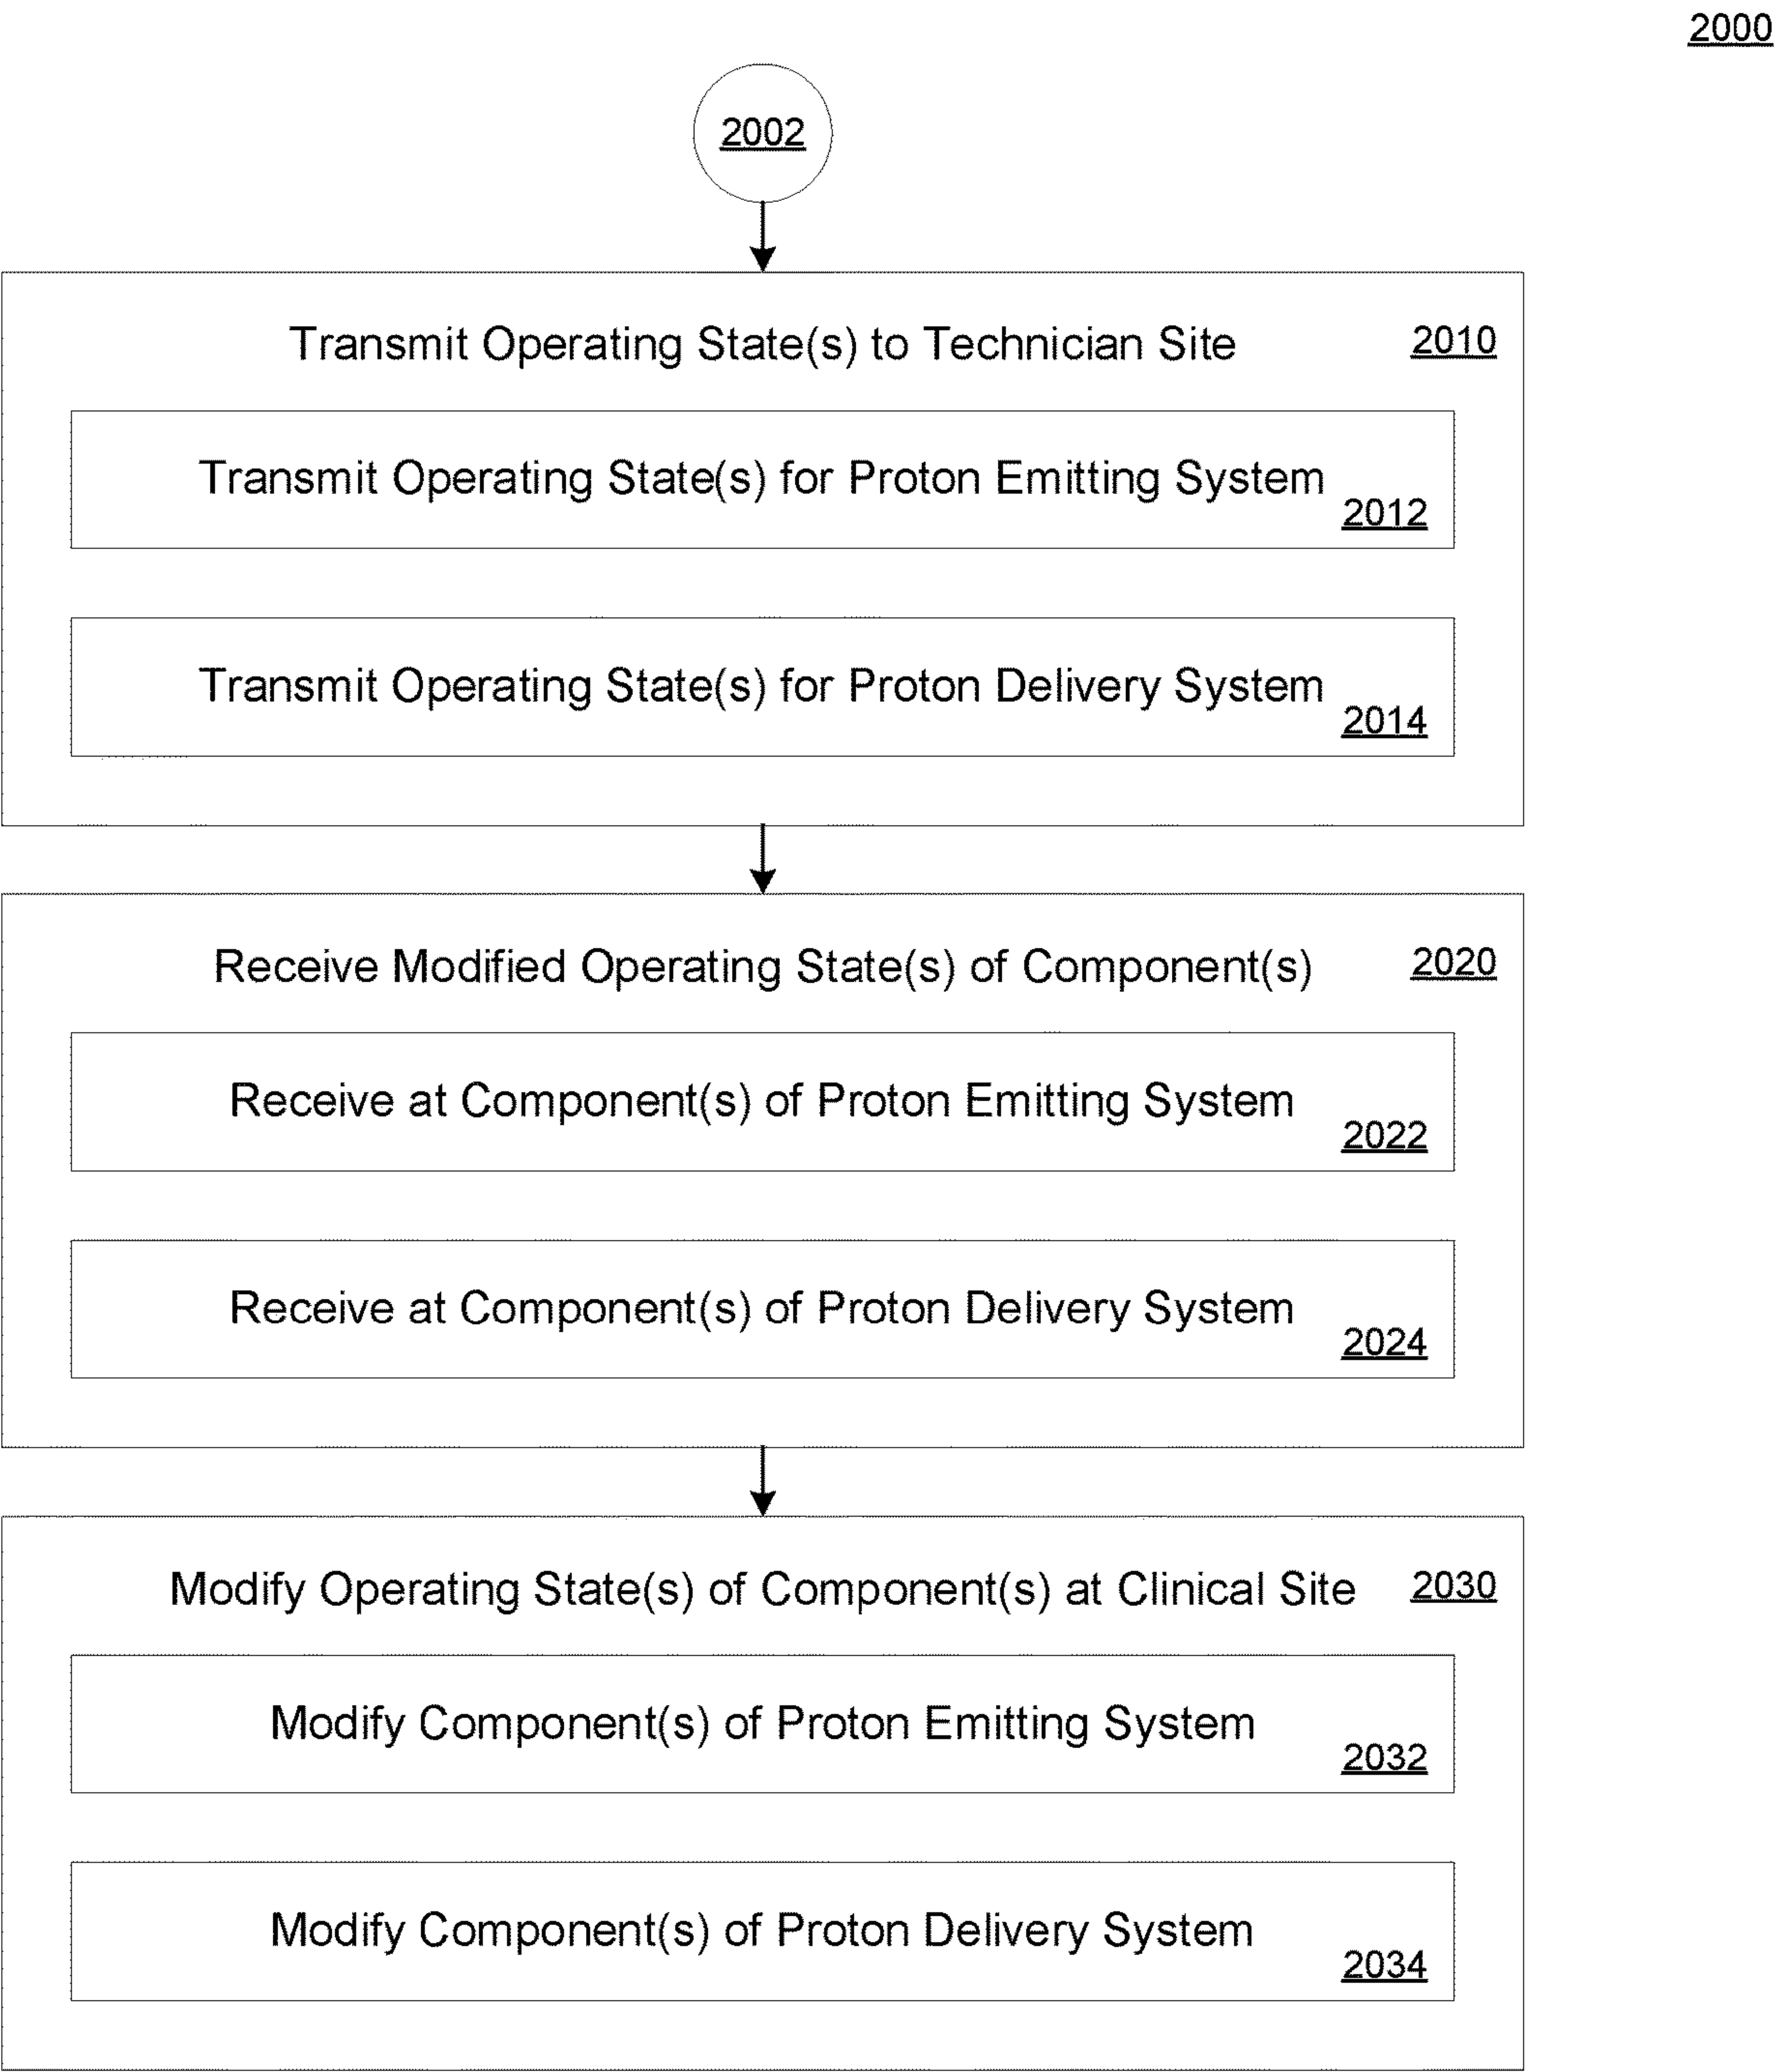 2000
2002
Transmit Operating State(s) to Technician Site 2010
Transmit Operating State(s) for Proton Emitting System
2012
Transmit Operating State(s) for Proton Delivery System
2014
Receive Modified Operating State(s) of Component(s) 2020
Receive at Component(s) of Proton Emitting System
2022
Receive at Component(s) of Proton Delivery System
2024
Modify Operating State(s) of Component(s) at Clinical Site 2030
Modify Component(s) of Proton Emitting System
2032
Modify Component(s) of Proton Delivery System
2034